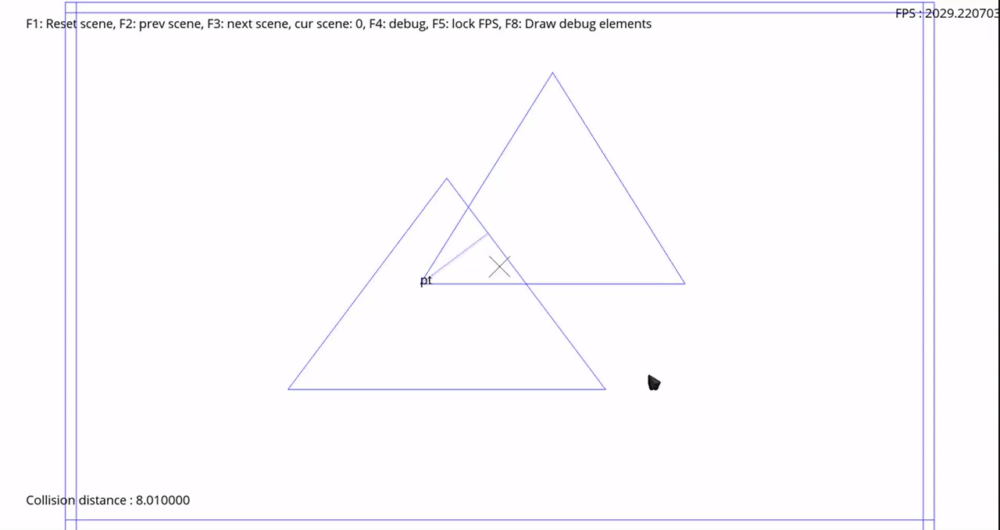 FPS : 2029.220703
F1: Reset scene, F2: prev scene, F3: next scene, cur scene: 0, F4: debug, F5: lock FPS, F8: Draw debug elements
pt
Collision distance : 8.010000